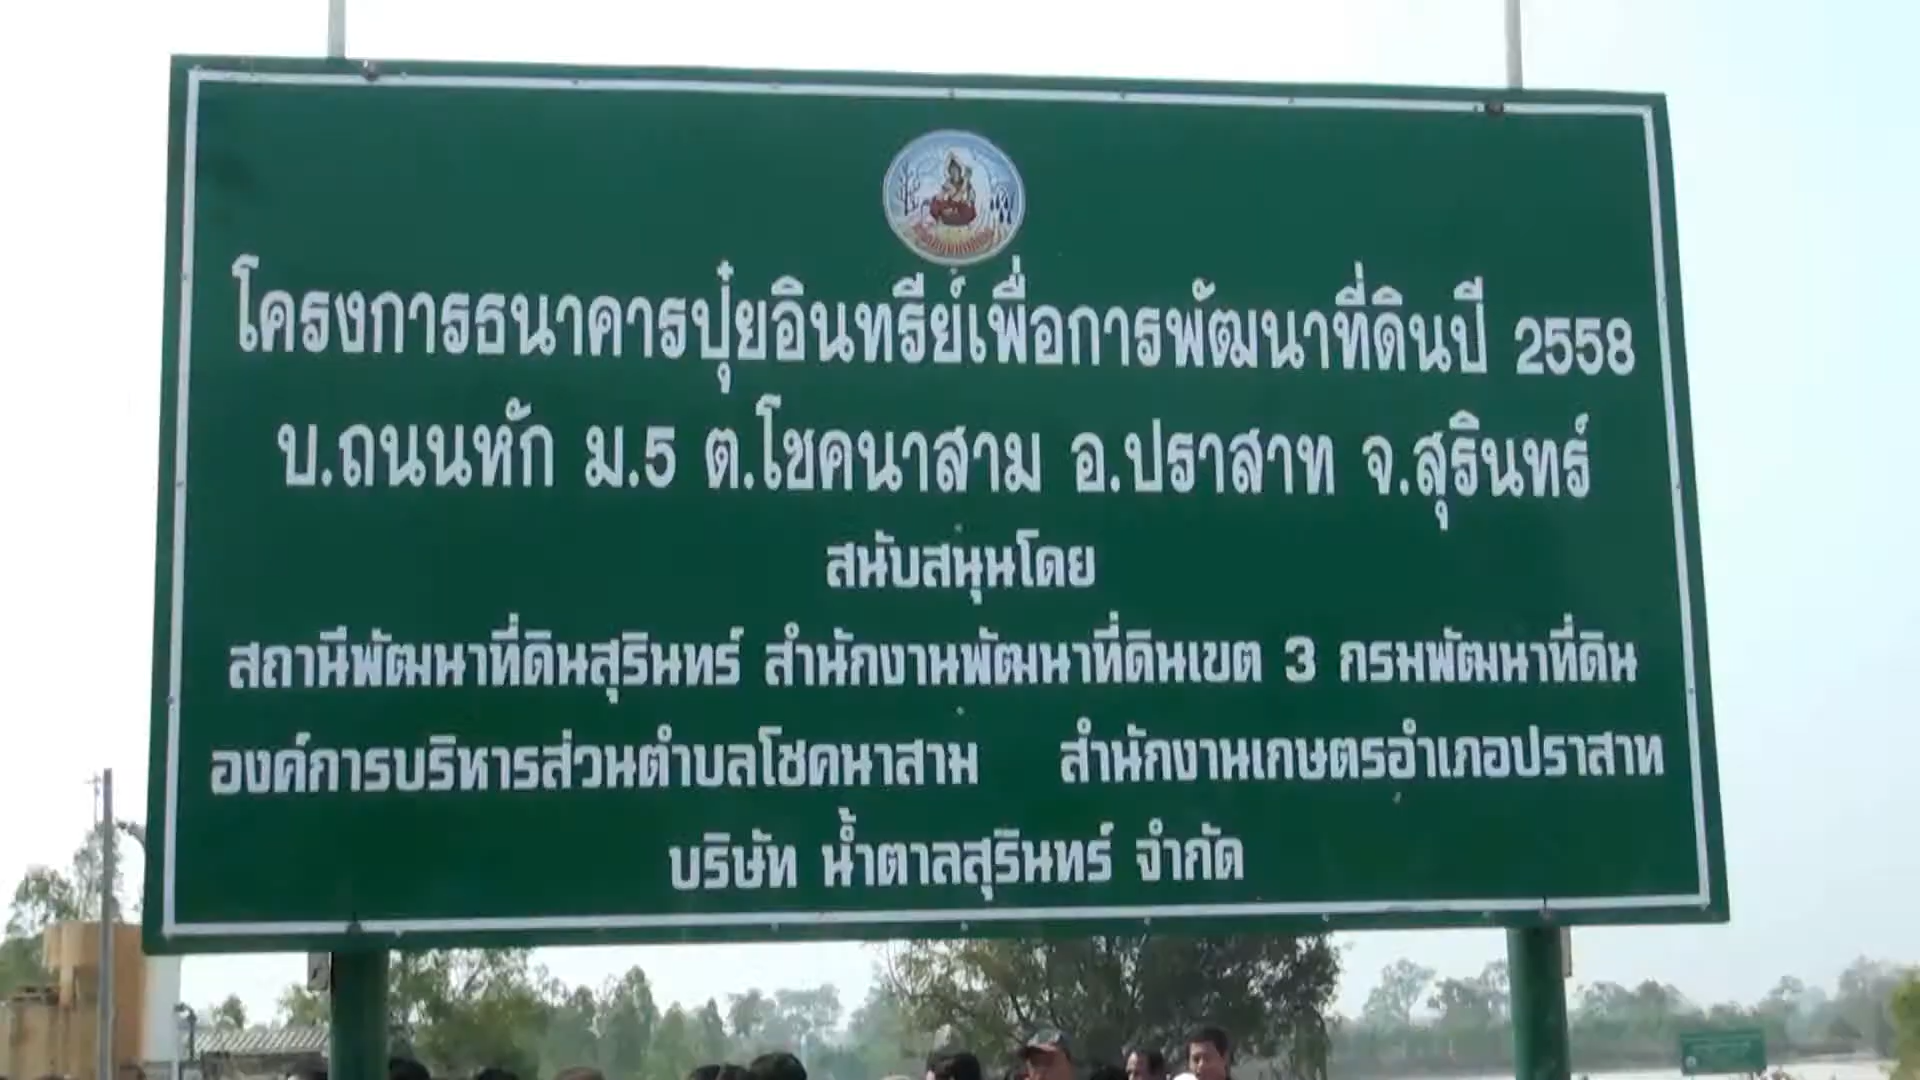 โครงการธนาคารปุ๋ยอินทรีย์เพื่อการพัฒนาที่ดินปี 2558
บ.ถนนหัก ม.5 ต.โชคนาสาม อ.ปราสาท จ.สุรินทร์
สนับสนุนโดย
สถานีพัฒนาที่ดินสุรินทร์ สำนักงานพัฒนาที่ดินเขต 3 กรมพัฒนาที่ดิน
องค์การบริหารส่วนตำบลโชคนาสาม สำนักงานเกษตรอำเภอปราสาท
บริษัท น้ำตาลสุรินทร์ จำกัด